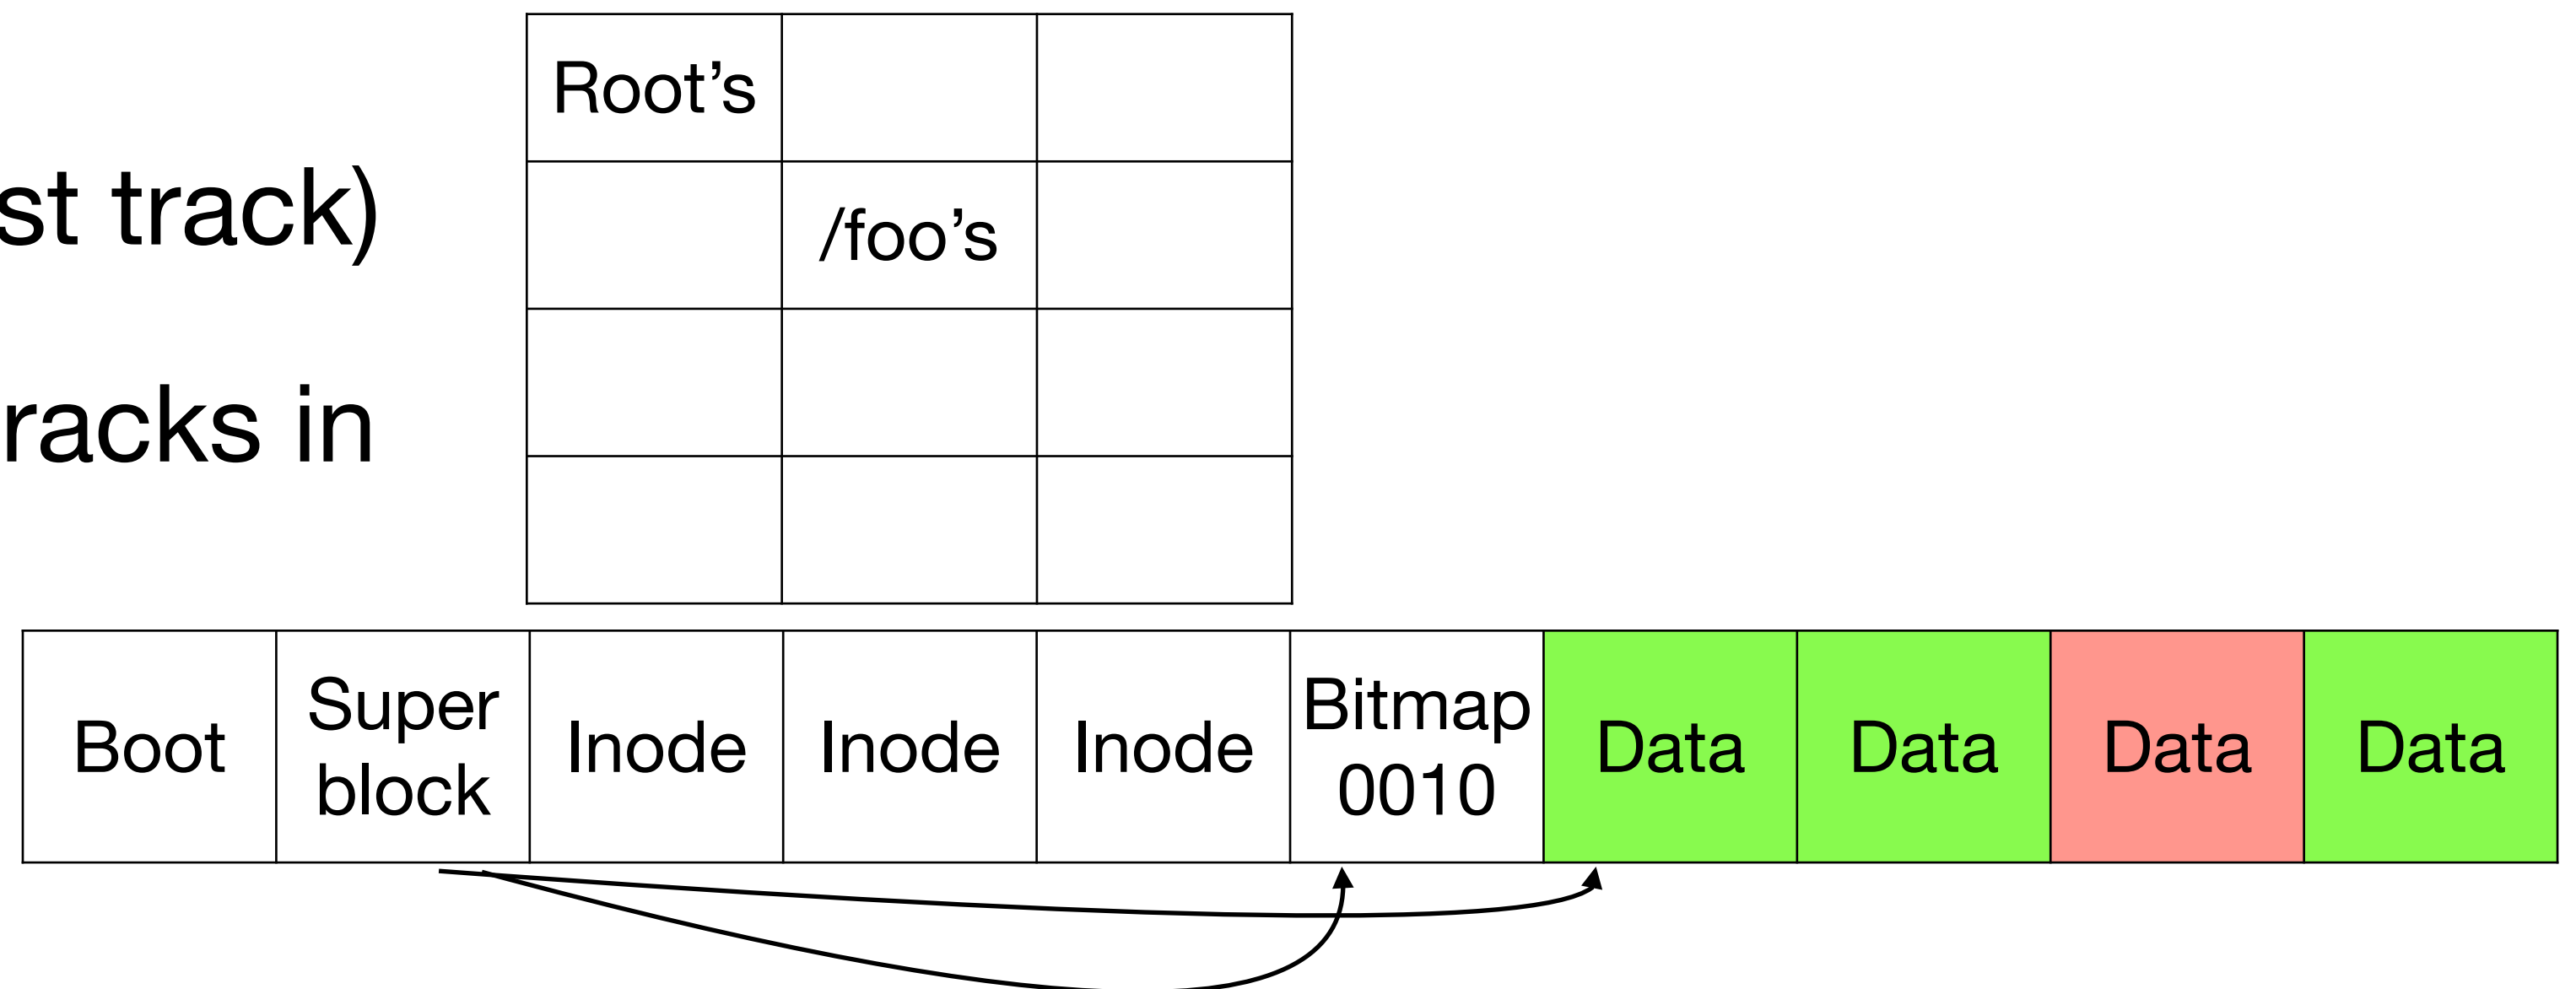 Root’s
st track)
/foo’s
racks in
Boot
Super
block
Inode
Inode
Inode
Bitmap
0010
Data
Data
Data
Data